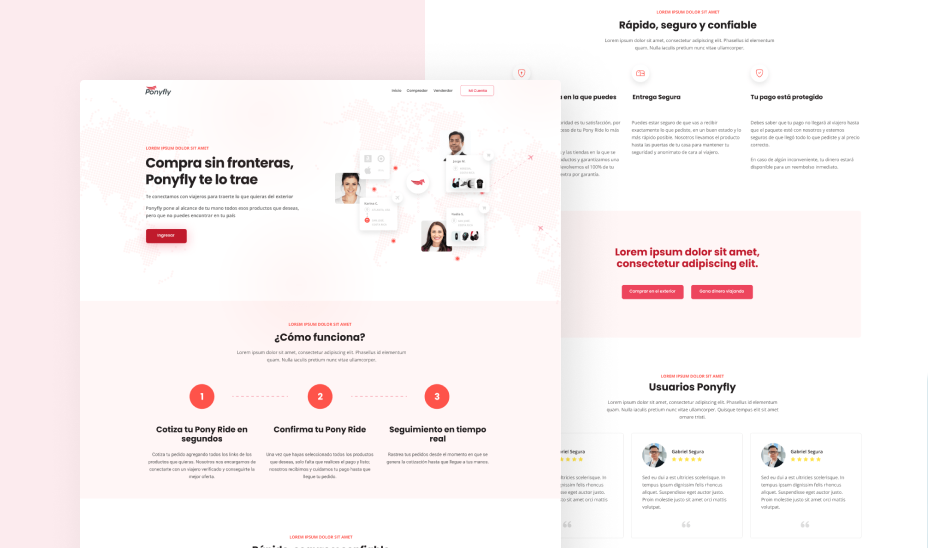 Ponyfly
Inicio
Comprador
Vendedor
Mi Cuenta
LOREM IPSUM DOLOR SIT AMET
Compra sin fronteras,
Ponyfly te lo trae
Te conectamos con viajeros para traerte lo que quieras del exterior
Ponyfly pone al alcance de tu mano todos esos productos que deseas,
pero que no puedes encontrar en tu país
Ingresar
LOREM IPSUM DOLOR SIT AMET
¿Cómo funciona?
Lorem ipsum dolor sit amet, consectetur adipiscing elit. Phasellus id elementum
quam. Nulla iaculis pretium nunc vitae ullamcorper.
1
2
3
Cotiza tu Pony Ride en
segundos
Cotiza tu pedido agregando todos los links de los
productos que quieras. Nosotros nos encargamos de
conectarte con un viajero verificado y conseguirte la
mejor oferta.
Confirma tu Pony Ride
Una vez que hayas seleccionado todos los productos
que deseas, solo falta que realices el pago y listo,
nosotros recibimos y cuidamos tu pago hasta que
llegue tu pedido.
Seguimiento en tiempo
real
Rastrea tus pedidos desde el momento en que se
genera la cotización hasta que llegue a tus manos.
LOREM IPSUM DOLOR SIT AMET
LOREM IPSUM DOLOR SIT AMET
Rápido, seguro y confiable
Lorem ipsum dolor sit amet, consectetur adipiscing elit. Phasellus id elementum
quam. Nulla iaculis pretium nunc vitae ullamcorper.
en la que puedes
Entrega Segura
Puedes estar seguro de que vas a recibir
exactamente lo que pediste, en un buen estado y lo
más rápido posible. Nosotros llevamos el producto
hasta las puertas de tu casa para mantener tu
seguridad y anonimato de cara al viajero.
Tu pago está protegido
Debes saber que tu pago no llegará al viajero hasta
que el paquete esté con nosotros y estemos
seguros de que llegó todo lo que pediste y al precio
correcto.
En caso de algún inconveniente, tu dinero estará
disponible para un reembolso inmediato.
Lorem ipsum dolor sit amet,
consectetur adipiscing elit.
Comprar en el exterior
Gana dinero viajando
LOREM IPSUM DOLOR SIT AMET
Usuarios Ponyfly
Lorem ipsum dolor sit amet, consectetur adipiscing elit. Phasellus id elementum
quam. Nulla iaculis pretium nunc vitae ullamcorper. Quisque tempus elit sit amet
ornare tristi.
Gabriel Segura
Sed eu dui a est ultricies scelerisque. In
tempus ipsum dignissim felis rhoncus
aliquet. Suspendisse eget auctor justo.
Proin molestie justo sit amet orci mattis
volutpat.
Gabriel Segura
Sed eu dui a est ultricies scelerisque. In
tempus ipsum dignissim felis rhoncus
aliquet. Suspendisse eget auctor justo.
Proin molestie justo sit amet orci mattis
volutpat.